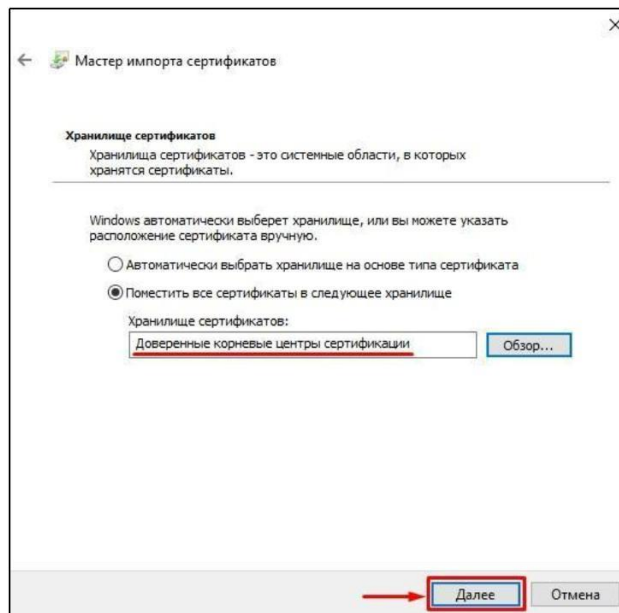 Мастер импорта сертификатов
Хранилище сертификатов
Хранилища сертификатов - это системные области, в которых
хранятся сертификаты.
Windows автоматически выберет хранилище, или вы можете указать
расположение сертификата вручную.
Автоматически выбрать хранилище на основе типа сертификата
Поместить все сертификаты в следующее хранилище
Хранилище сертификатов:
Доверенные корневые центры сертификации
Обзор...
Далее
Отмена